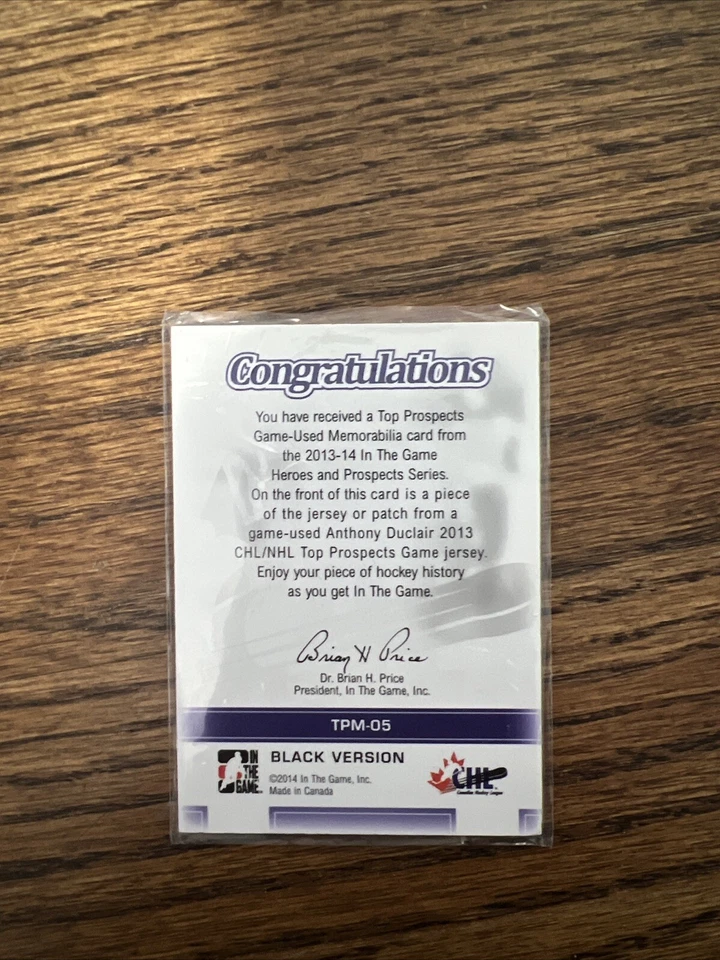 Congratulations
You have received a Top Prospects
Game-Used Memorabilia card from
the 2013-14 In The Game
Heroes and Prospects Series.
On the front of this card is a piece
of the jersey or patch from a
game-used Anthony Duclair 2013
CHL/NHL Top Prospects Game jersey.
Enjoy your piece of hockey history
as you get In The Game.
Brian H Price
Dr. Brian H. Price
President, In The Game, Inc.
TPM-05
IN THE GAME
BLACK VERSION
©2014 In The Game, Inc.
Made in Canada
CHL
Canadian Hockey League